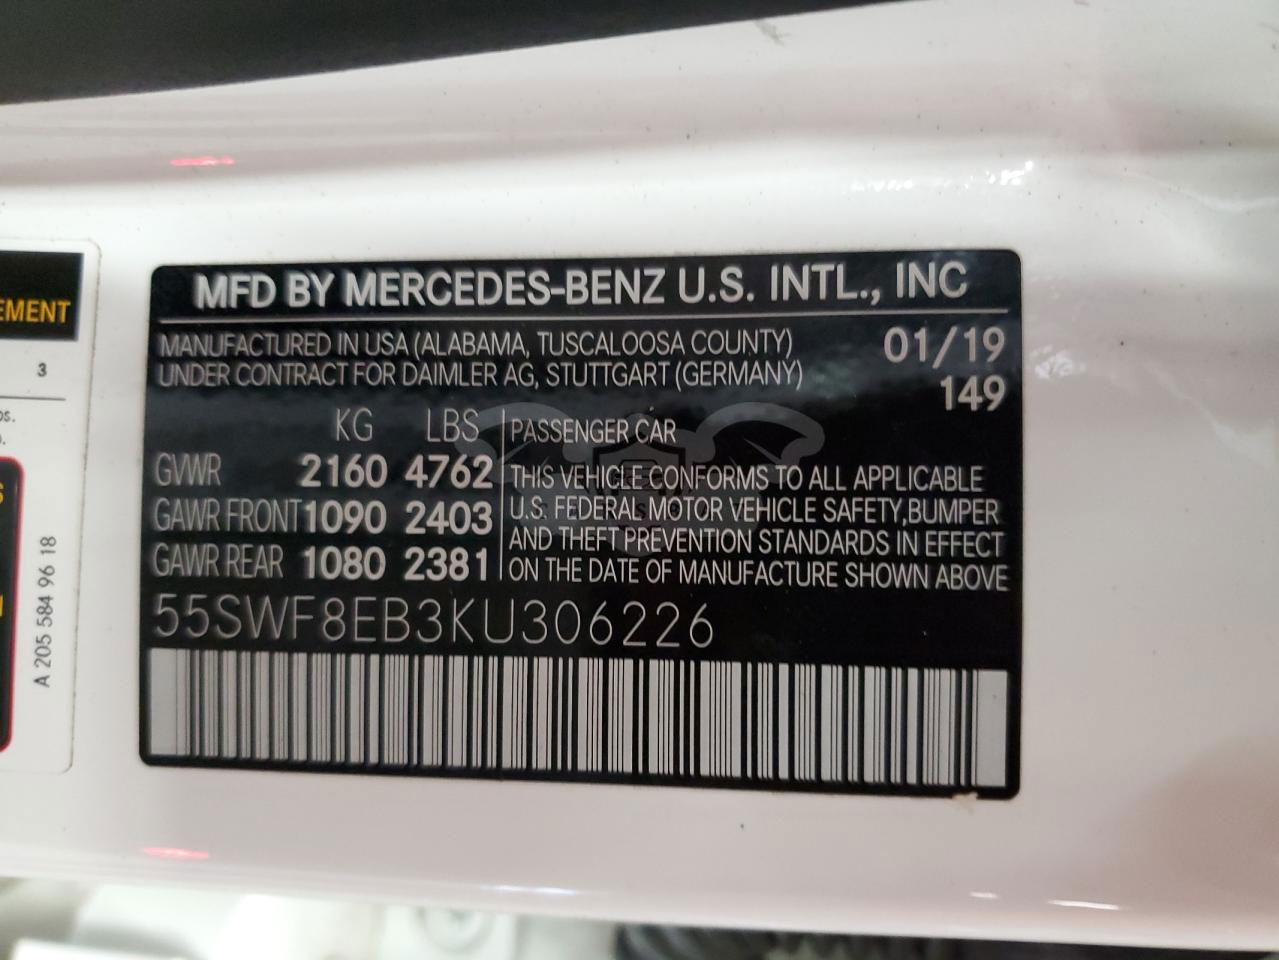 MFD BY MERCEDES-BENZ U.S. INTL., INC
MANUFACTURED IN USA (ALABAMA, TUSCALOOSA COUNTY) 01/19
UNDER CONTRACT FOR DAIMLER AG, STUTTGART (GERMANY) 149
KG LBS
GVWR 2160 4762
GAWR FRONT 1090 2403
GAWR REAR 1080 2381
PASSENGER CAR
THIS VEHICLE CONFORMS TO ALL APPLICABLE
U.S. FEDERAL MOTOR VEHICLE SAFETY, BUMPER
AND THEFT PREVENTION STANDARDS IN EFFECT
ON THE DATE OF MANUFACTURE SHOWN ABOVE
55SWF8EB3KU306226
EMENT
3
A 205 584 96 18